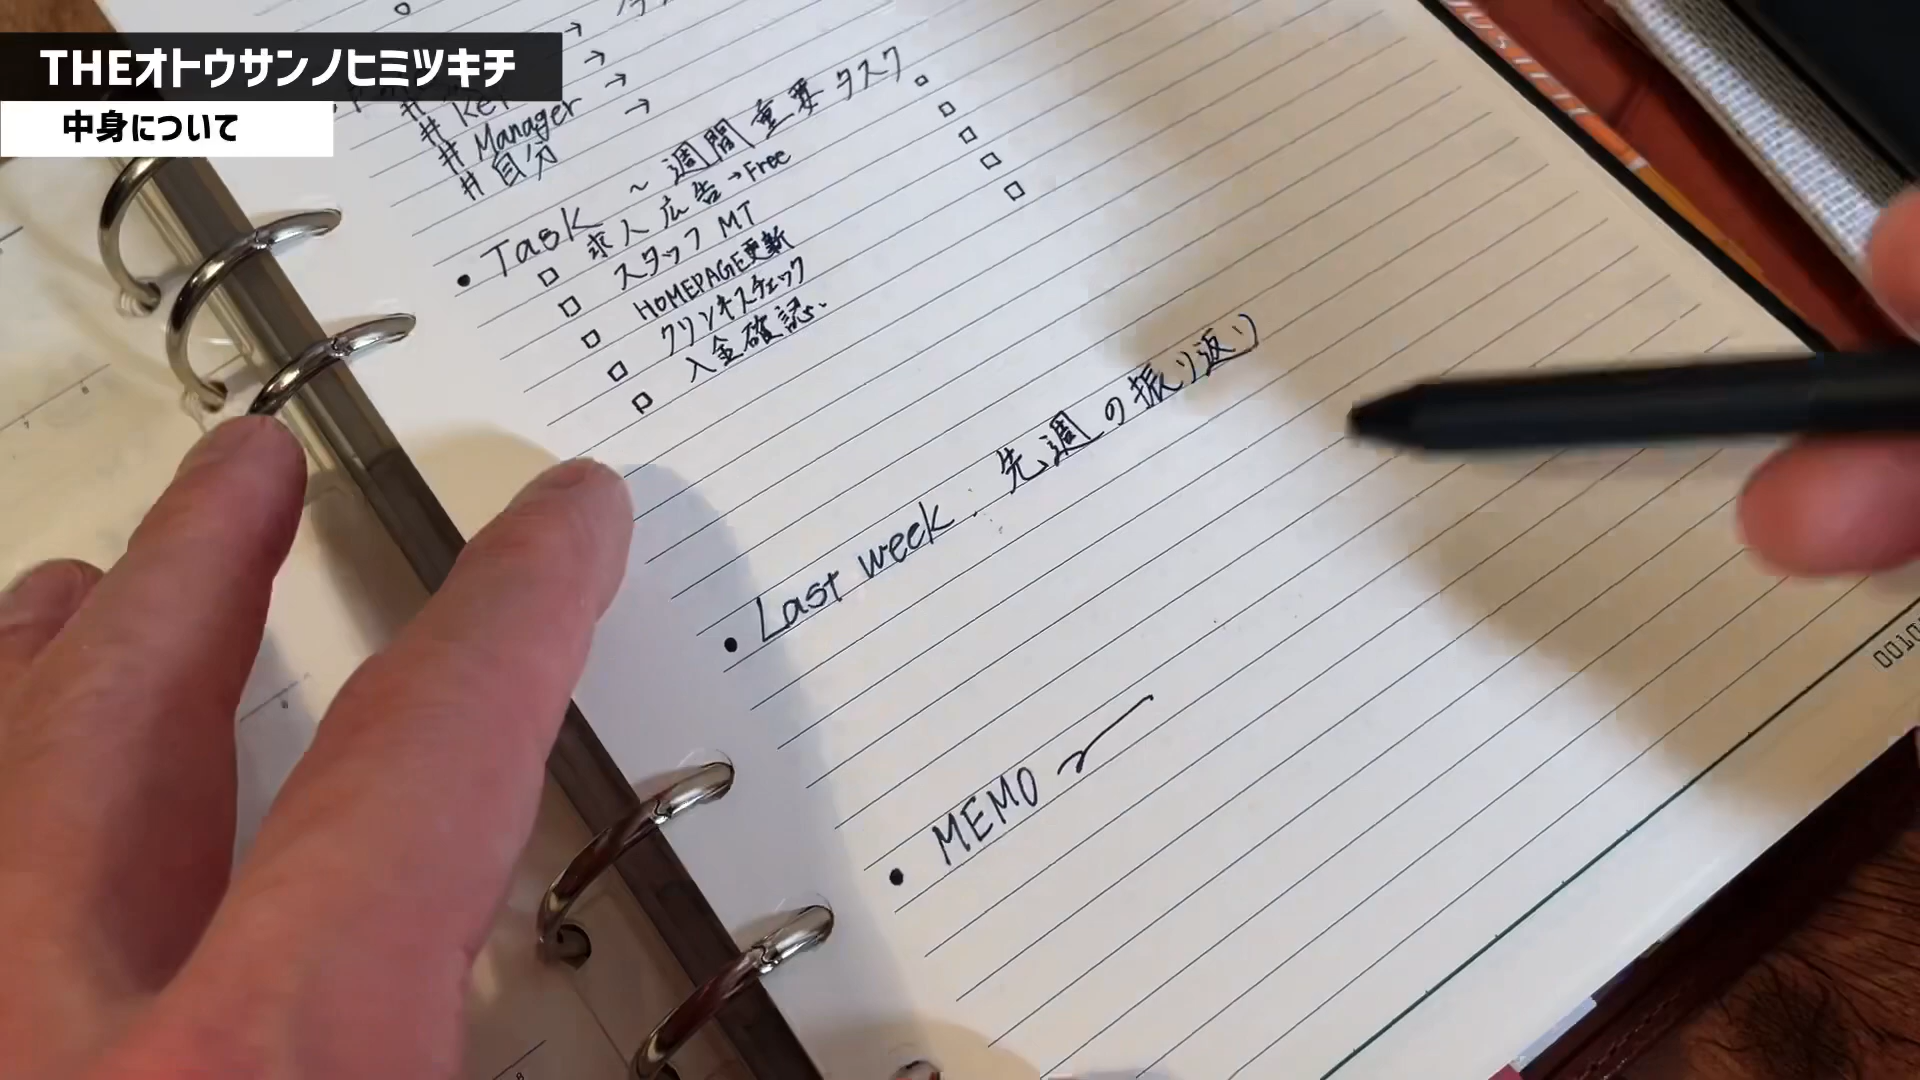 THEオトウサンノヒミツキチ
中身について
# Key
# Manager →
# 自分 →
• Task ~ 週間重要タスク
□ 求人広告→Free □
□ スタッフ MT □
□ HOMEPAGE更新 □
□ クリンネスチェック □
□ 入金確認. □
• Last week : 先週の振り返り
• MEMO
00101